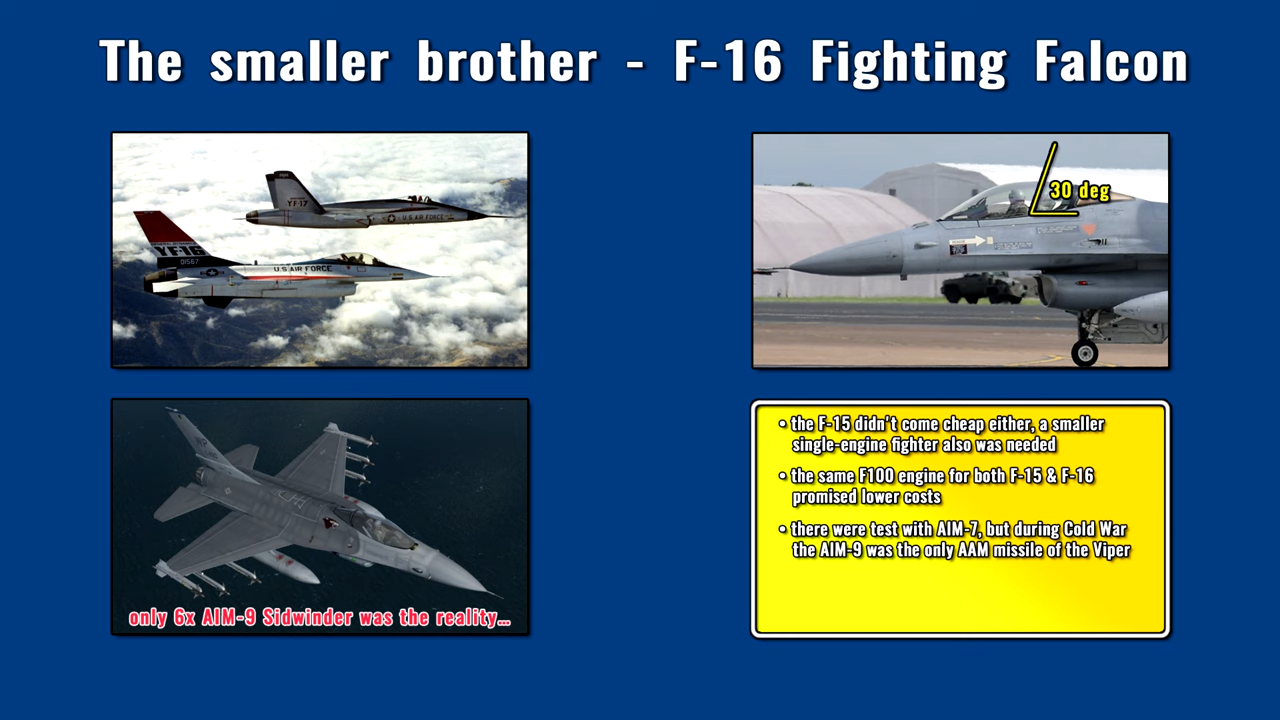 The smaller brother - F-16 Fighting Falcon
YF-17
U.S. AIR FORCE
YF-16
01567
U.S. AIR FORCE
30 deg
only 6x AIM-9 Sidwinder was the reality...
• the F-15 didn't come cheap either, a smaller
single-engine fighter also was needed
• the same F100 engine for both F-15 & F-16
promised lower costs
• there were test with AIM-7, but during Cold War
the AIM-9 was the only AAM missile of the Viper